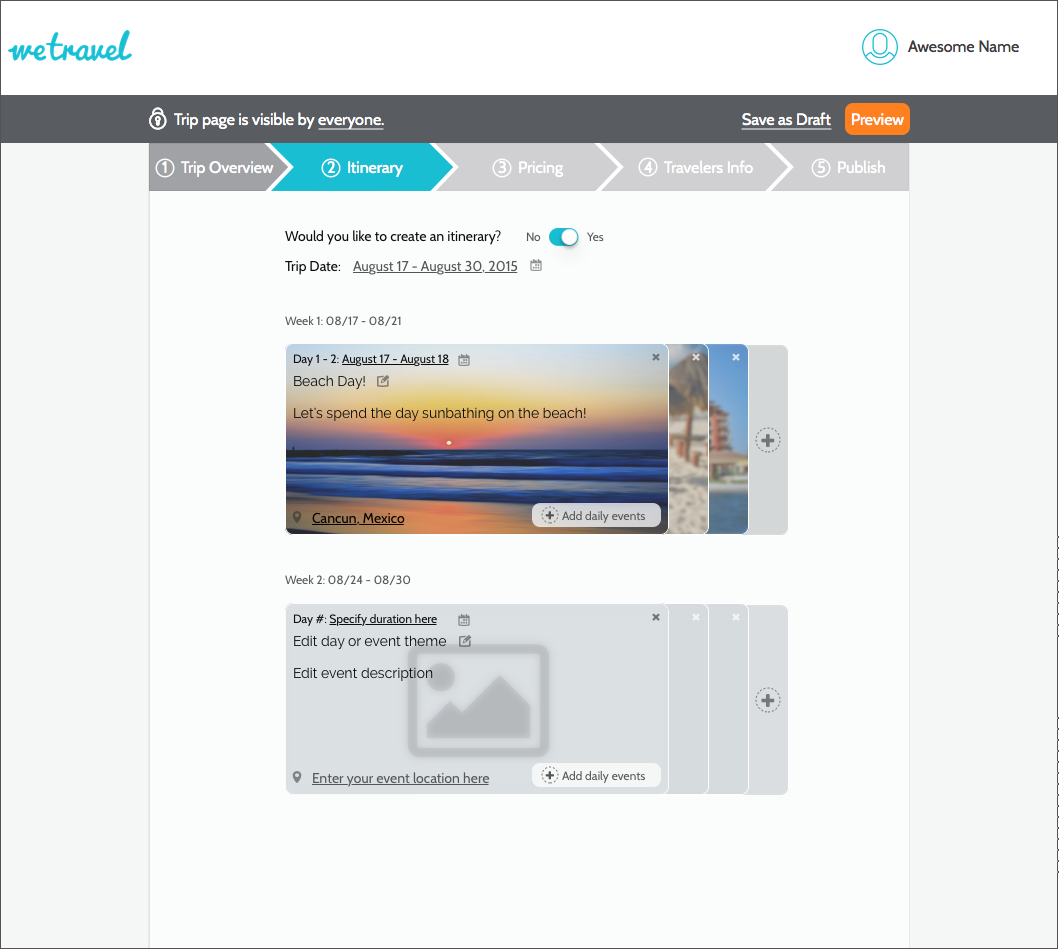 wetravel
Awesome Name
Trip page is visible by everyone.
Save as Draft
Preview
1 Trip Overview
2 Itinerary
3 Pricing
4 Travelers Info
5 Publish
Would you like to create an itinerary? No Yes
Trip Date: August 17 - August 30, 2015
Week 1: 08/17 - 08/21
Day 1 - 2: August 17 - August 18
Beach Day!
Let's spend the day sunbathing on the beach!
Cancun, Mexico
Add daily events
Week 2: 08/24 - 08/30
Day #: Specify duration here
Edit day or event theme
Edit event description
Enter your event location here
Add daily events